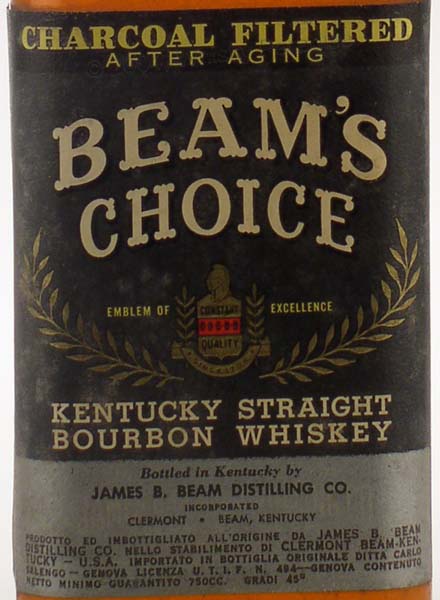 CHARCOAL FILTERED
AFTER AGING
BEAM'S
CHOICE
EMBLEM OF EXCELLENCE
CONSTANT
QUALITY
KENTUCKY STRAIGHT
BOURBON WHISKEY
Bottled in Kentucky by
JAMES B. BEAM DISTILLING CO.
INCORPORATED
CLERMONT • BEAM, KENTUCKY
PRODOTTO ED IMBOTTIGLIATO ALL'ORIGINE DA JAMES B. BEAM
DISTILLING CO. NELLO STABILIMENTO DI CLERMONT BEAM-KEN-
TUCKY - U.S.A. IMPORTATO IN BOTTIGLIA ORIGINALE DITTA CARLO
SALENGO - GENOVA LICENZA U.T.I.F. N. 494 - GENOVA CONTENUTO
NETTO MINIMO GUARANTITO 750CC. GRADI 45°